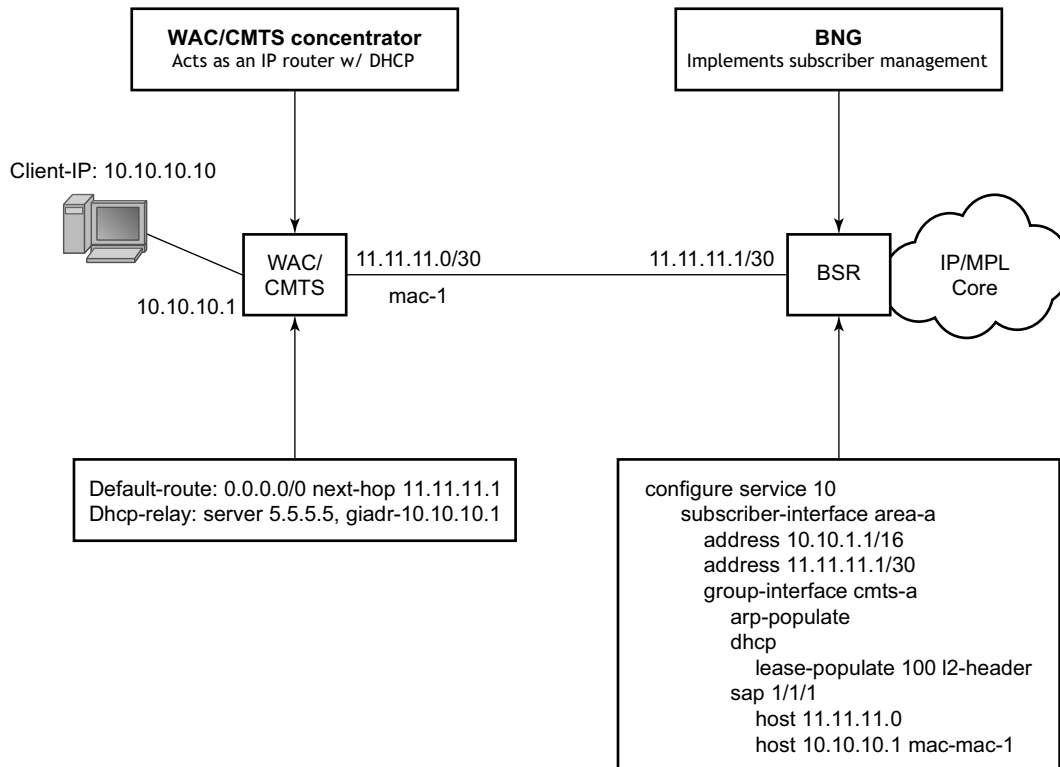 WAC/CMTS concentrator
Acts as an IP router w/ DHCP
BNG
Implements subscriber management
Client-IP: 10.10.10.10
WAC/
CMTS
11.11.11.0/30
mac-1
10.10.10.1
11.11.11.1/30
BSR
IP/MPL
Core
Default-route: 0.0.0.0/0 next-hop 11.11.11.1
Dhcp-relay: server 5.5.5.5, giadr-10.10.10.1
configure service 10
subscriber-interface area-a
address 10.10.1.1/16
address 11.11.11.1/30
group-interface cmts-a
arp-populate
dhcp
lease-populate 100 l2-header
sap 1/1/1
host 11.11.11.0
host 10.10.10.1 mac-mac-1